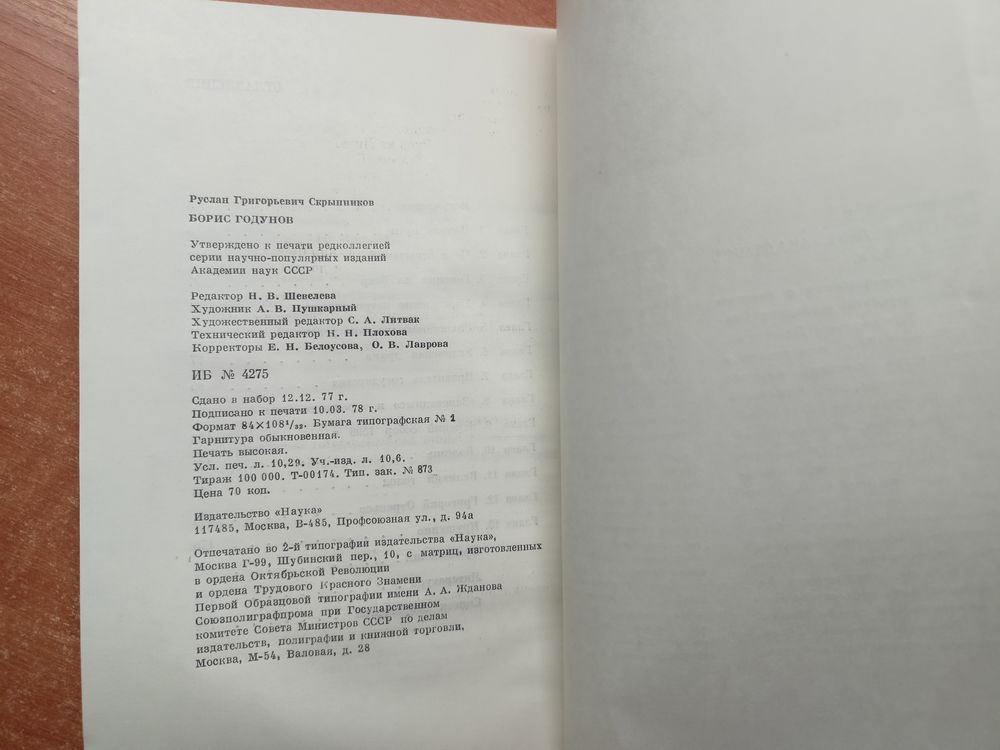 Руслан Григорьевич Скрынников
БОРИС ГОДУНОВ
Утверждено к печати редколлегией
серии научно-популярных изданий
Академии наук СССР
Редактор Н. В. Шевелева
Художник А. В. Пушкарный
Художественный редактор С. А. Литвак
Технический редактор Н. Н. Плохова
Корректоры Е. Н. Белоусова, О. В. Лаврова
ИБ № 4275
Сдано в набор 12.12. 77 г.
Подписано к печати 10.03. 78 г.
Формат 84×108¹/₃₂. Бумага типографская № 1
Гарнитура обыкновенная.
Печать высокая.
Усл. печ. л. 10,29. Уч.-изд. л. 10,6.
Тираж 100 000. Т-00174. Тип. зак. № 873
Цена 70 коп.
Издательство «Наука»
117485, Москва, В-485, Профсоюзная ул., д. 94а
Отпечатано во 2-й типографии издательства «Наука»,
Москва Г-99, Шубинский пер., 10, с матриц, изготовленных
в ордена Октябрьской Революции
и ордена Трудового Красного Знамени
Первой Образцовой типографии имени А. А. Жданова
Союзполиграфпрома при Государственном
комитете Совета Министров СССР по делам
издательств, полиграфии и книжной торговли,
Москва, М-54, Валовая, д. 28